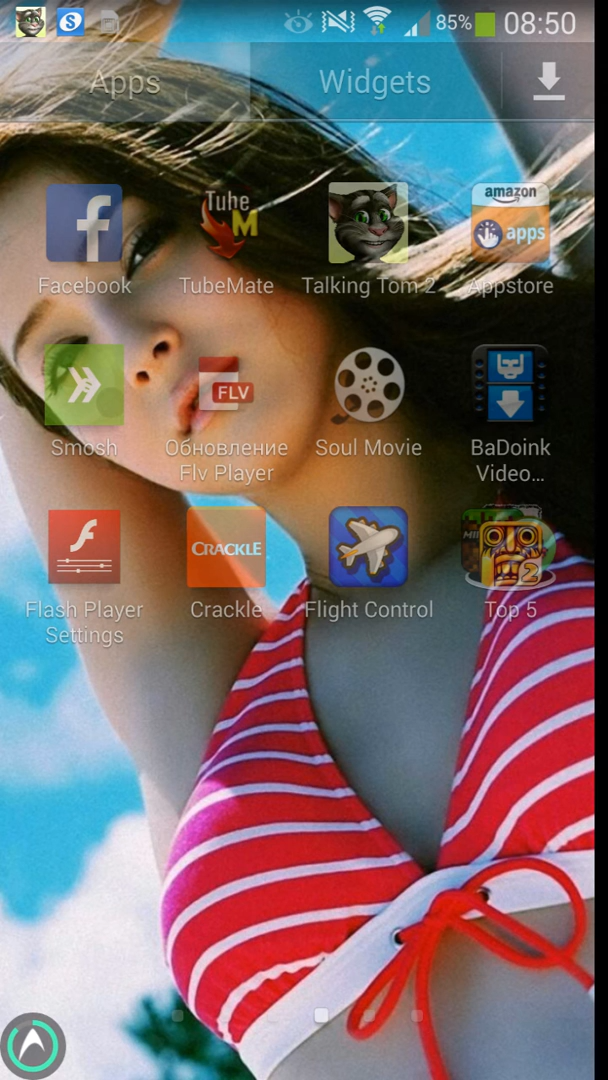 85% 08:50
Apps Widgets
amazon
apps
Tube
M
Facebook TubeMate Talking Tom 2 Appstore
FLV
Smosh Обновление Flv Player Soul Movie BaDoink Video...
CRACKLE
2
Flash Player Settings Crackle Flight Control Top 5